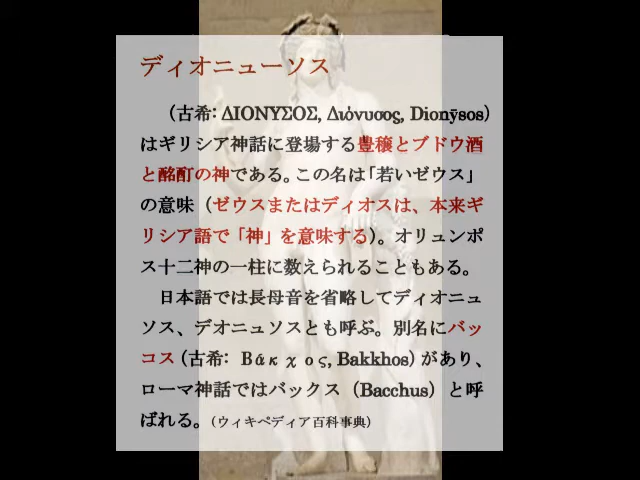 ディオニューソス
(古希: ΔΙΟΝΥΣΟΣ, Διόνυσος, Dionȳsos)
はギリシア神話に登場する豊穣とブドウ酒
と酩酊の神である。この名は「若いゼウス」
の意味（ゼウスまたはディオスは、本来ギ
リシア語で「神」を意味する）。オリュンポ
ス十二神の一柱に数えられることもある。
日本語では長母音を省略してディオニュ
ソス、デオニュソスとも呼ぶ。別名にバッ
コス (古希: Βάκχος, Bakkhos) があり、
ローマ神話ではバックス（Bacchus）と呼
ばれる。（ウィキペディア百科事典）